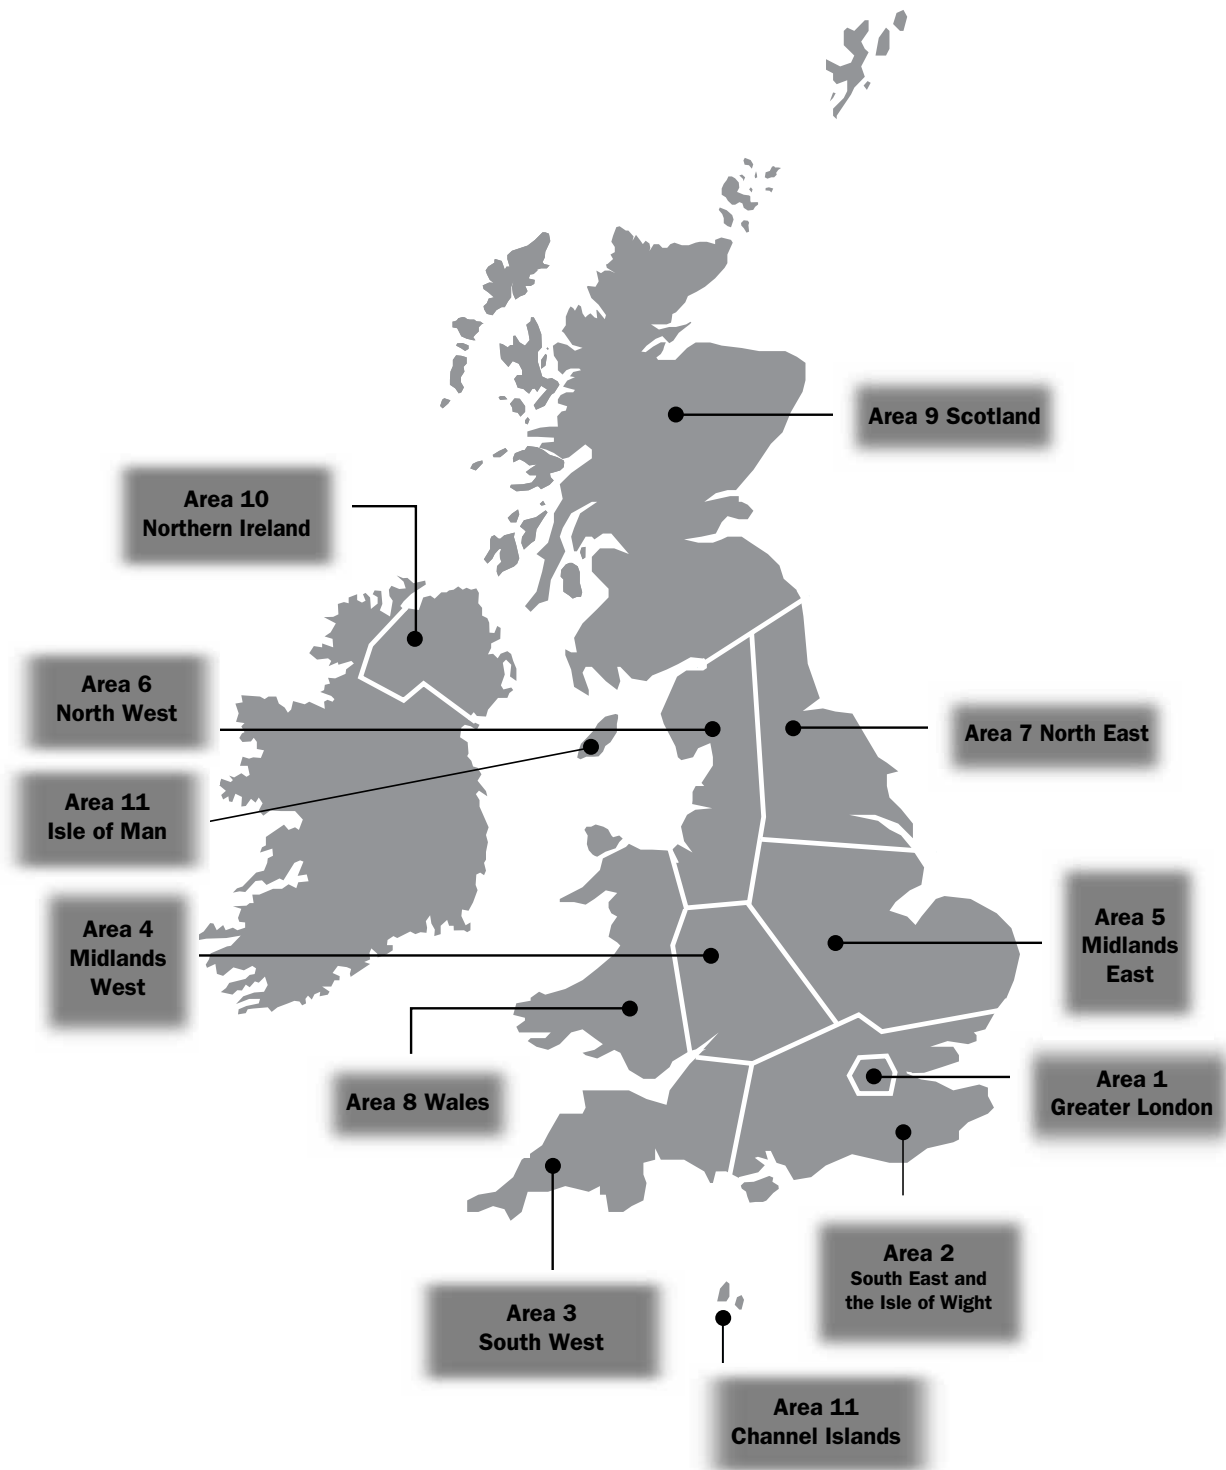 Area 9 Scotland
Area 10
Northern Ireland
Area 6
North West
Area 7 North East
Area 11
Isle of Man
Area 4
Midlands
West
Area 5
Midlands
East
Area 8 Wales
Area 1
Greater London
Area 2
South East and
the Isle of Wight
Area 3
South West
Area 11
Channel Islands